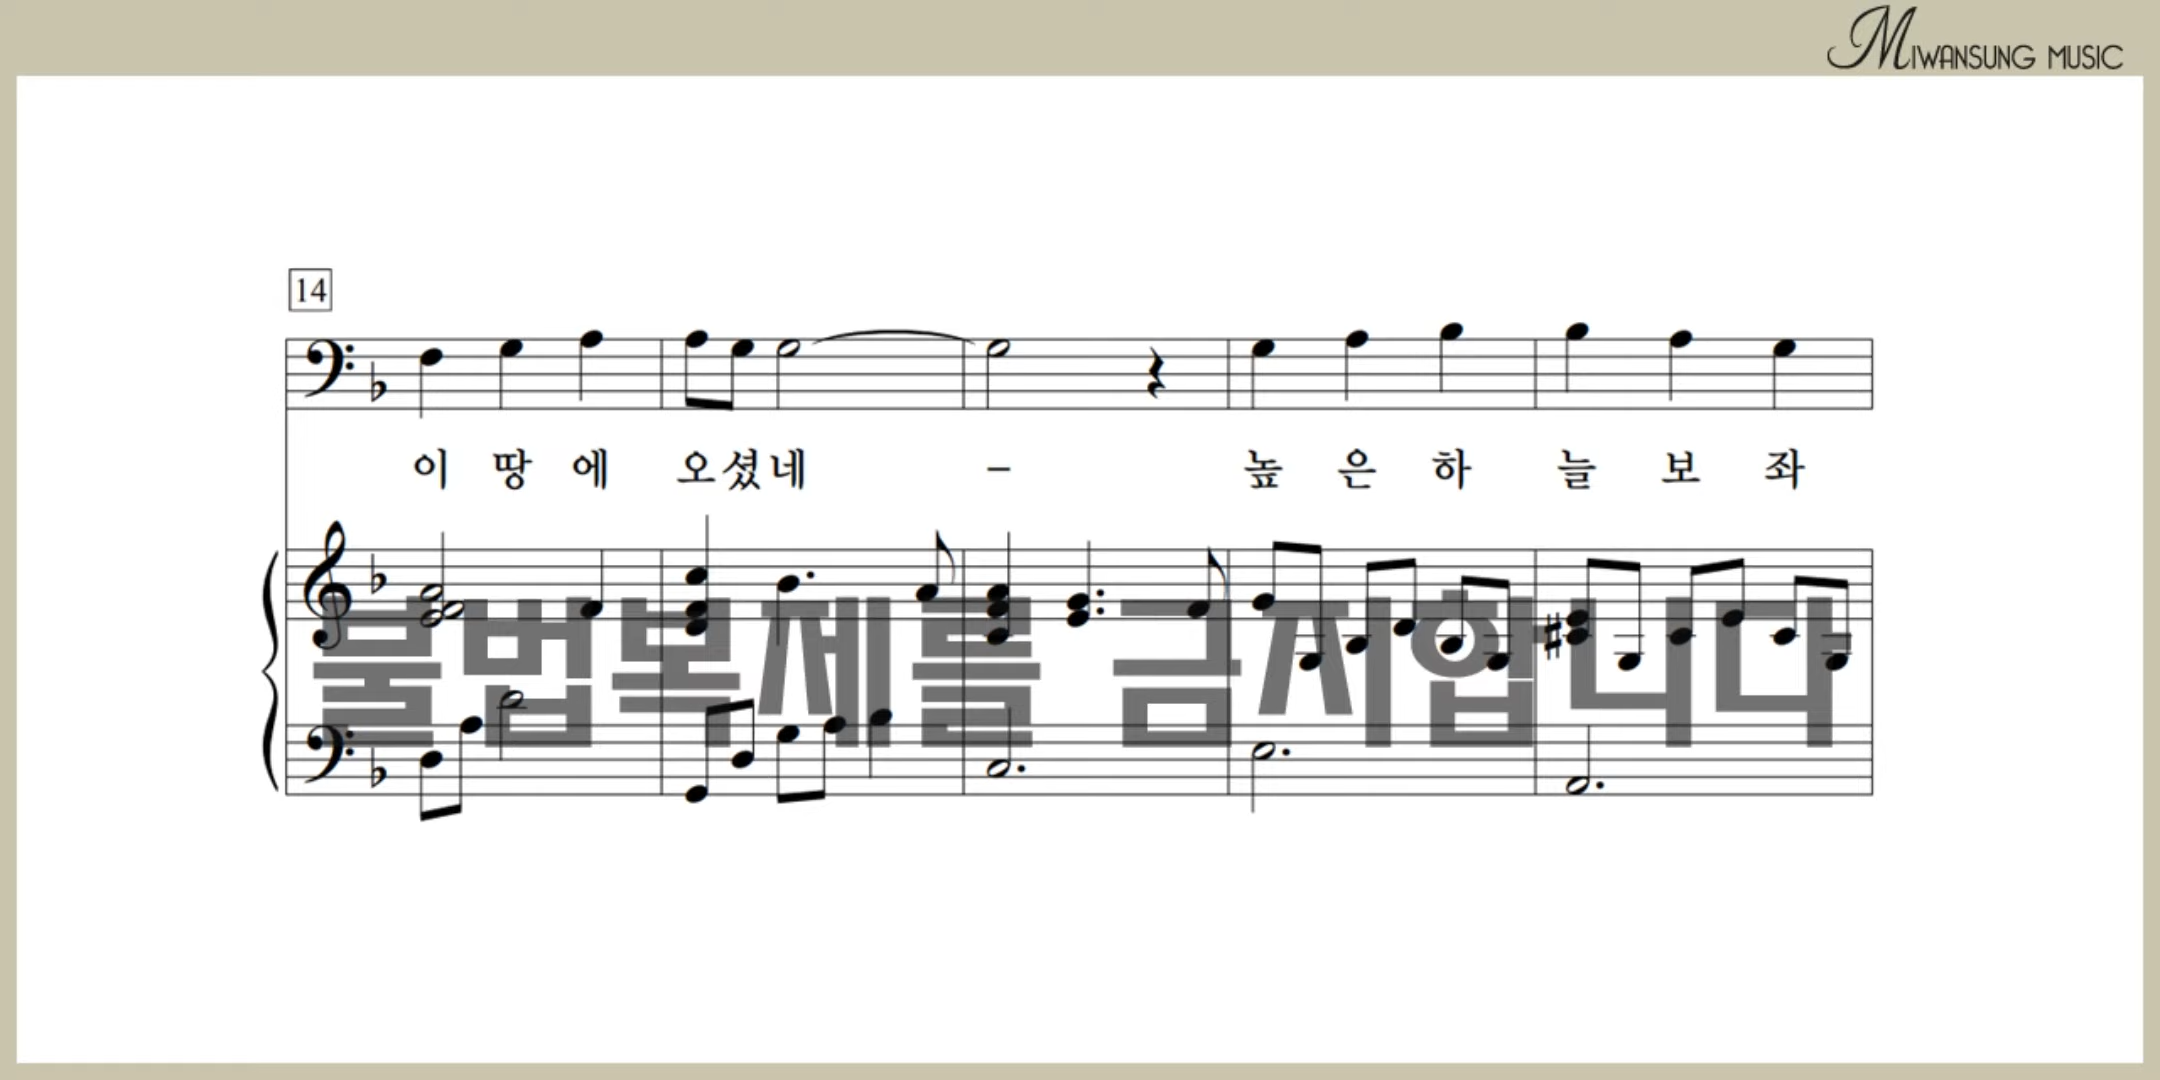 MIWANSUNG MUSIC
14
이 땅 에 오 셨 네 – 높 은 하 늘 보 좌
불법복제를 금지합니다